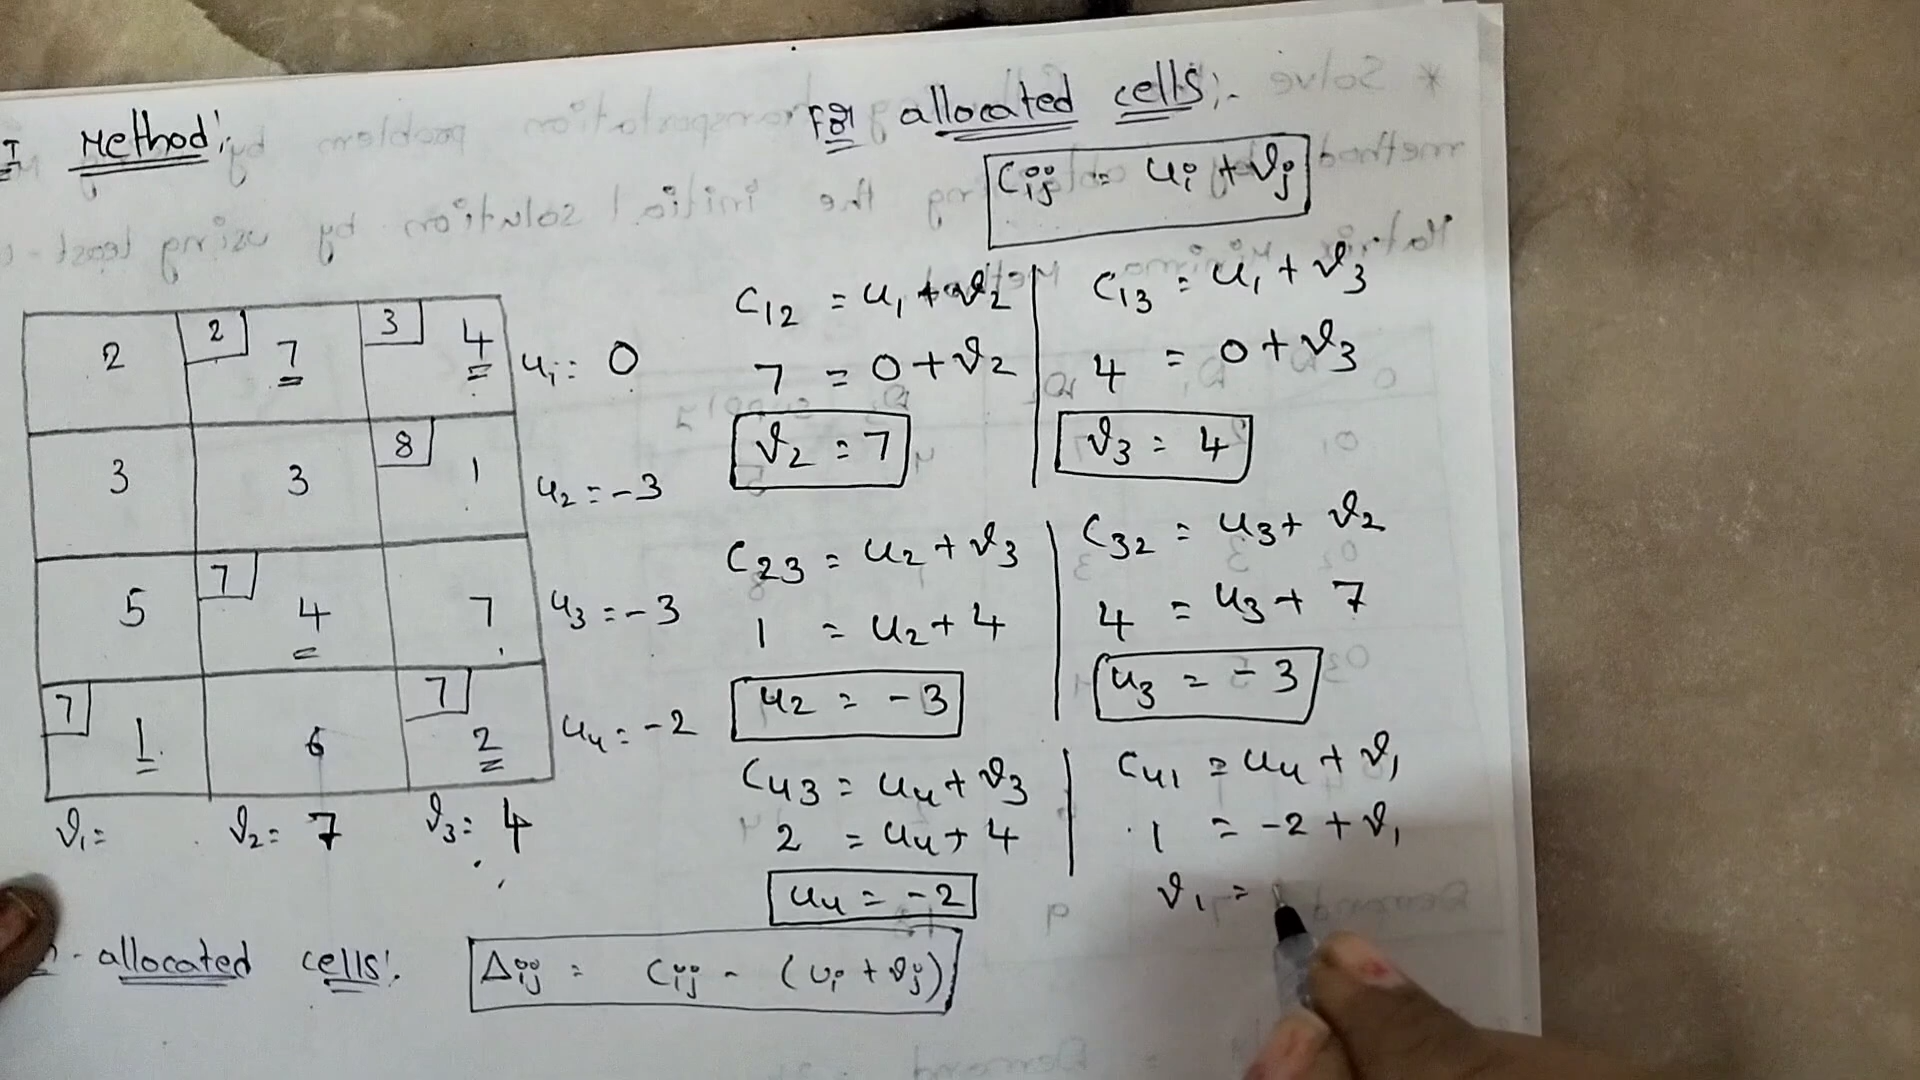 I Method:
For allocated cells:-
Cij = ui + vj
2 2 7 3 4 u1 = 0
3 3 8 1 u2 = -3
5 7 4 7 u3 = -3
7 1 6 7 2 u4 = -2
v1 = v2 = 7 v3 = 4
C12 = u1 + v2
7 = 0 + v2
v2 = 7
C13 = u1 + v3
4 = 0 + v3
v3 = 4
C23 = u2 + v3
1 = u2 + 4
u2 = -3
C32 = u3 + v2
4 = u3 + 7
u3 = -3
C43 = u4 + v3
2 = u4 + 4
u4 = -2
C41 = u4 + v1
1 = -2 + v1
v1 =
- allocated cells:
Δij = Cij - (ui + vj)